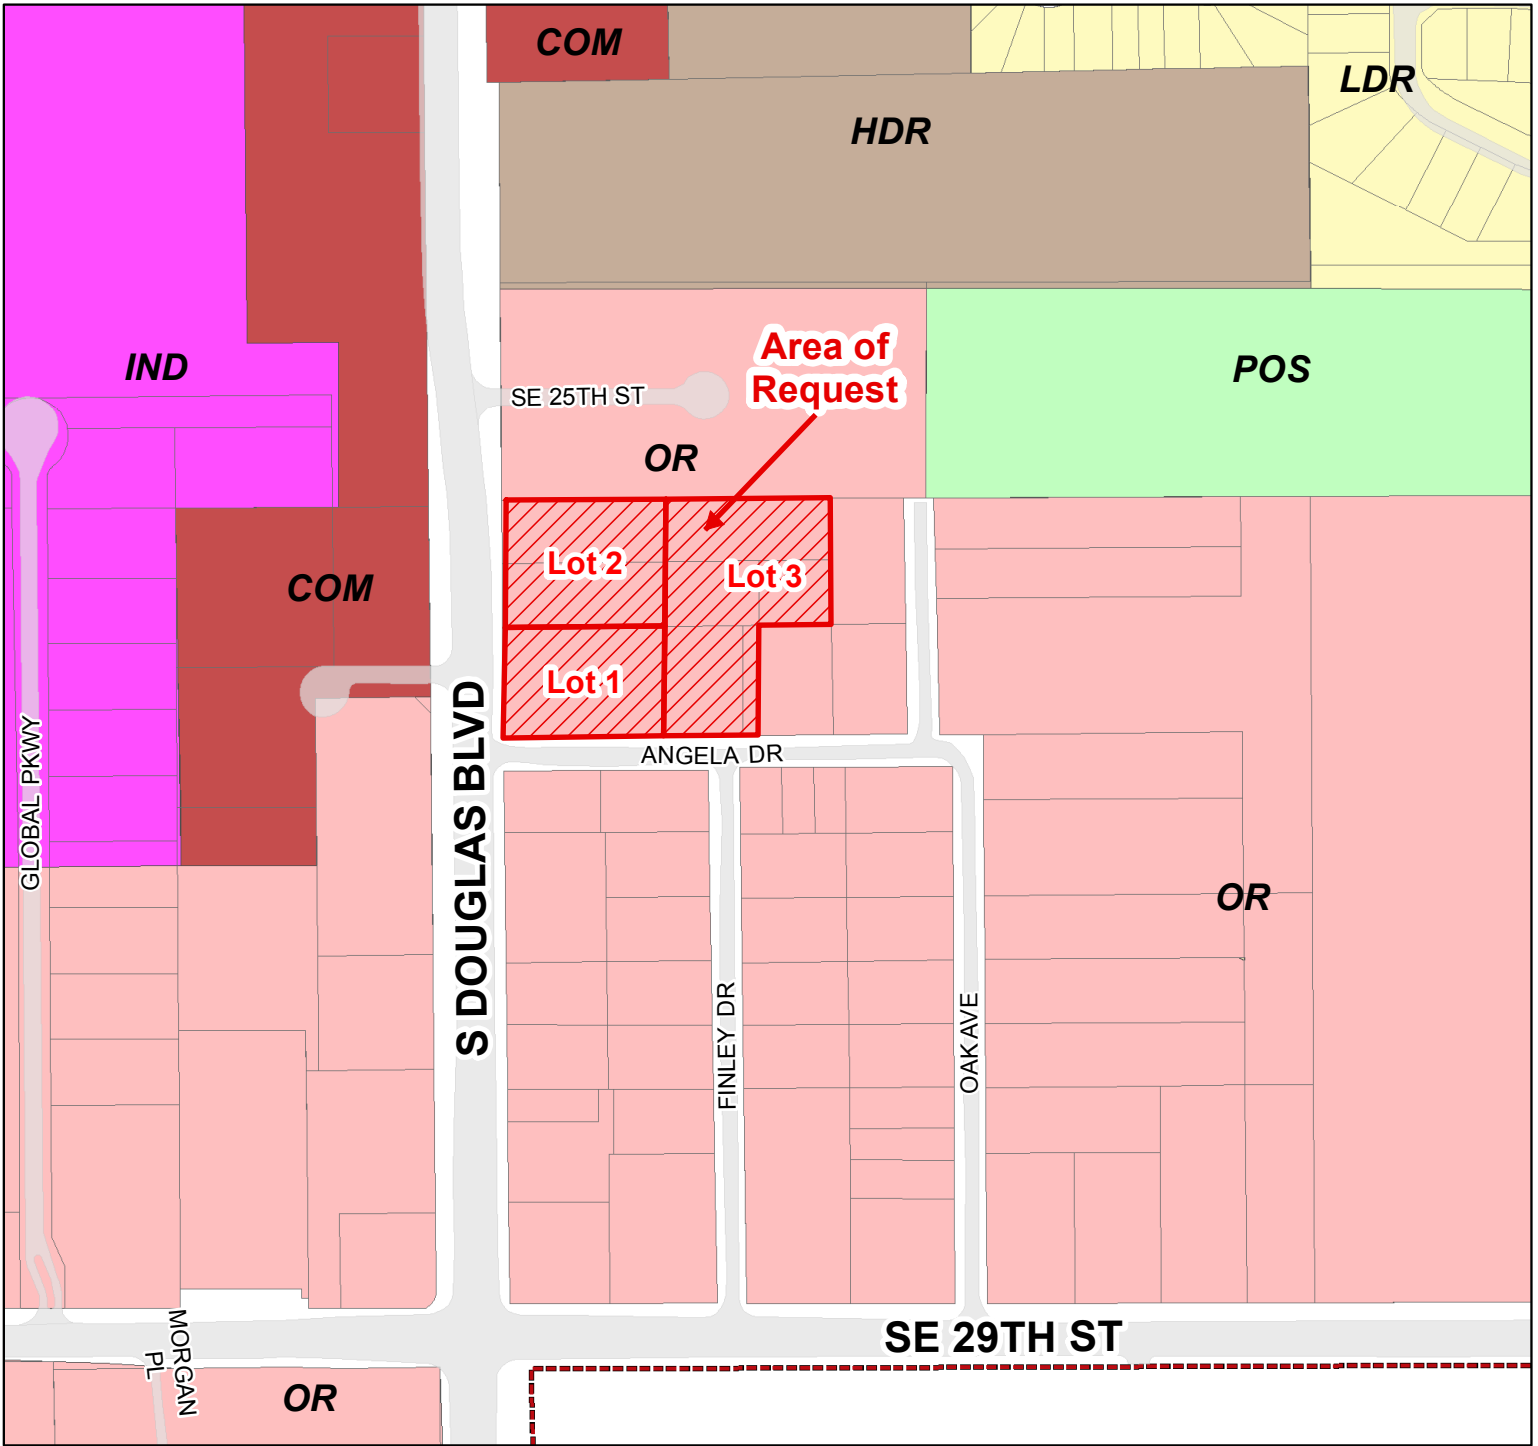 COM
LDR
HDR
Area of
Request
IND
POS
SE 25TH ST
OR
Lot 2
Lot 3
COM
Lot 1
S DOUGLAS BLVD
ANGELA DR
GLOBAL PKWY
OR
FINLEY DR
OAK AVE
SE 29TH ST
MORGAN
PL
OR